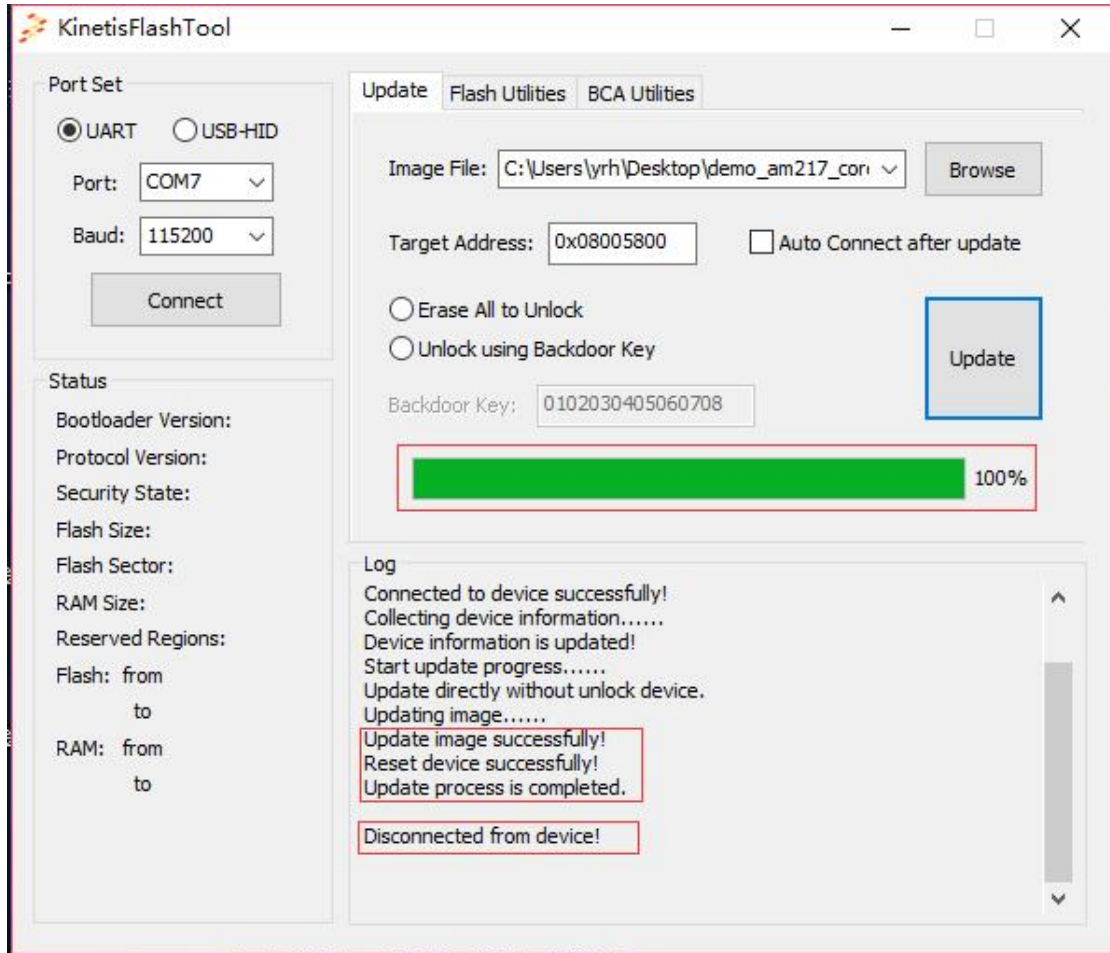 KinetisFlashTool
Port Set
UART USB-HID
Port: COM7
Baud: 115200
Connect
Status
Bootloader Version:
Protocol Version:
Security State:
Flash Size:
Flash Sector:
RAM Size:
Reserved Regions:
Flash: from
to
RAM: from
to
Update Flash Utilities BCA Utilities
Image File: C:\Users\yrh\Desktop\demo_am217_cor Browse
Target Address: 0x08005800 Auto Connect after update
Erase All to Unlock
Unlock using Backdoor Key
Update
Backdoor Key: 0102030405060708
100%
Log
Connected to device successfully!
Collecting device information......
Device information is updated!
Start update progress......
Update directly without unlock device.
Updating image......
Update image successfully!
Reset device successfully!
Update process is completed.
Disconnected from device!